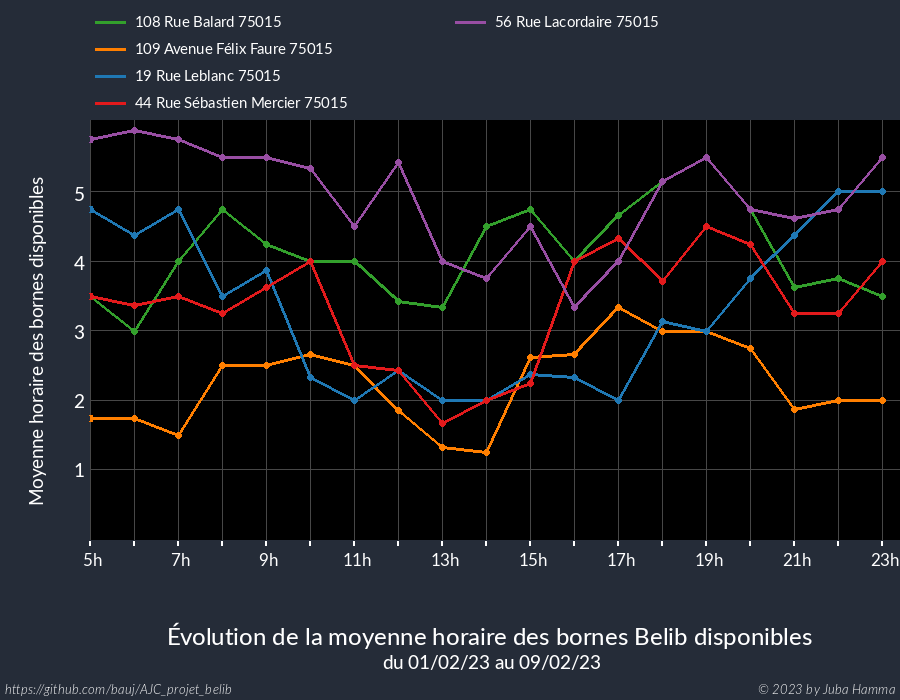 108 Rue Balard 75015
109 Avenue Félix Faure 75015
19 Rue Leblanc 75015
44 Rue Sébastien Mercier 75015
56 Rue Lacordaire 75015
Moyenne horaire des bornes disponibles
5
4
3
2
1
5h 7h 9h 11h 13h 15h 17h 19h 21h 23h
Évolution de la moyenne horaire des bornes Belib disponibles
du 01/02/23 au 09/02/23
https://github.com/bauj/AJC_projet_belib
© 2023 by Juba Hamma